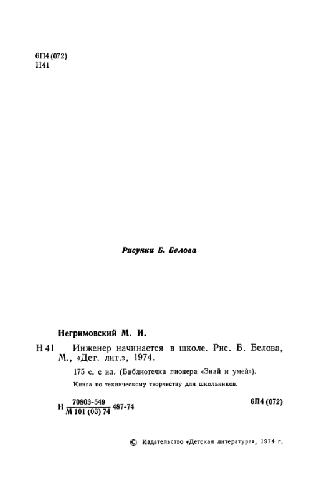 6П4(072)
Н41
Рисунки Б. Белова
Негримовский М. И.
Н 41 Инженер начинается в школе. Рис. Б. Белова,
М., «Дет. лит.», 1974.
175 с. с ил. (Библиотечка пионера «Знай и умей»).
Книга по техническому творчеству для школьников.
Н 70803-549 497-74 6П4 (072)
М 101 (03) 74
© Издательство «Детская литература», 1974 г.